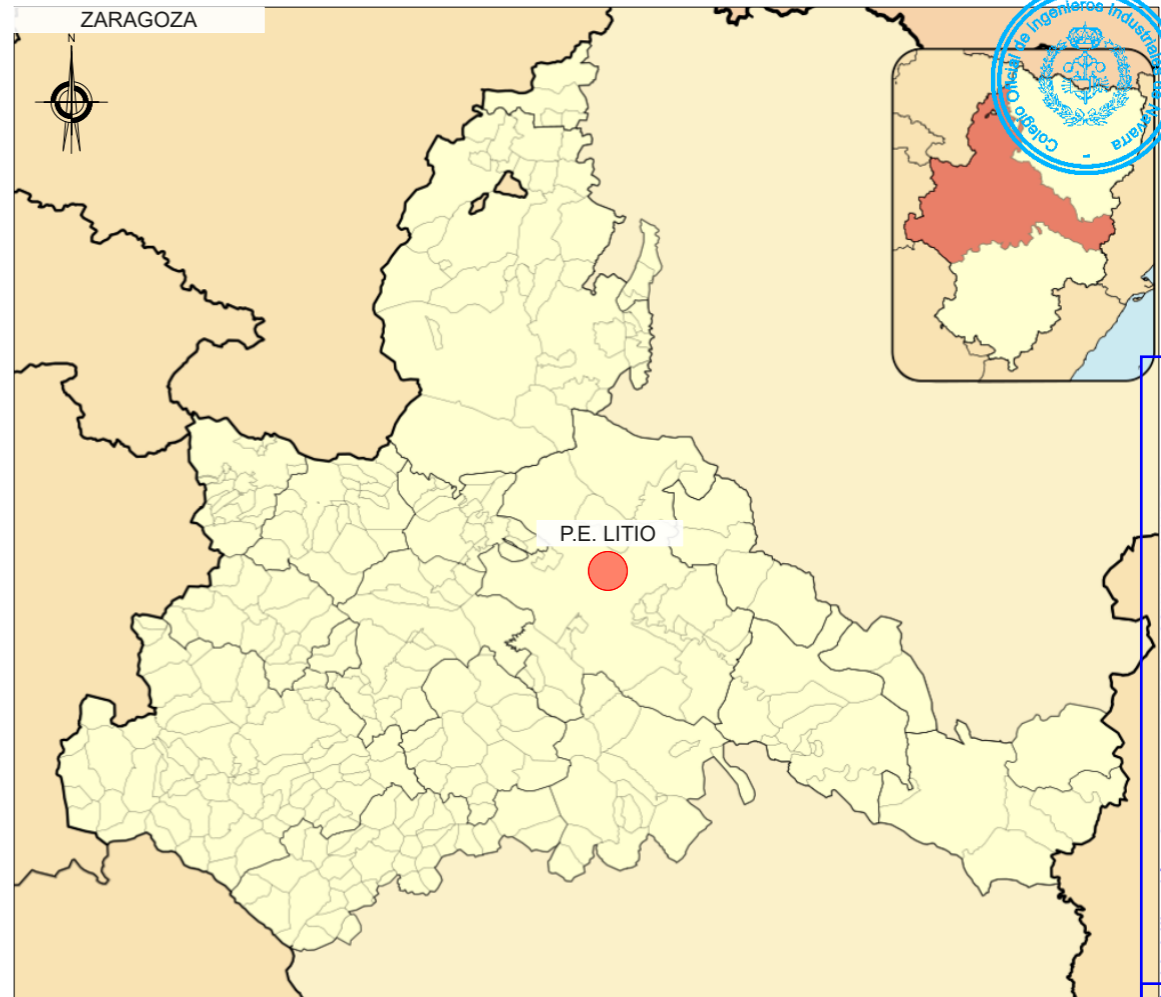 ZARAGOZA
N
Colegio Oficial de Ingenieros Industriales de Navarra
P.E. LITIO